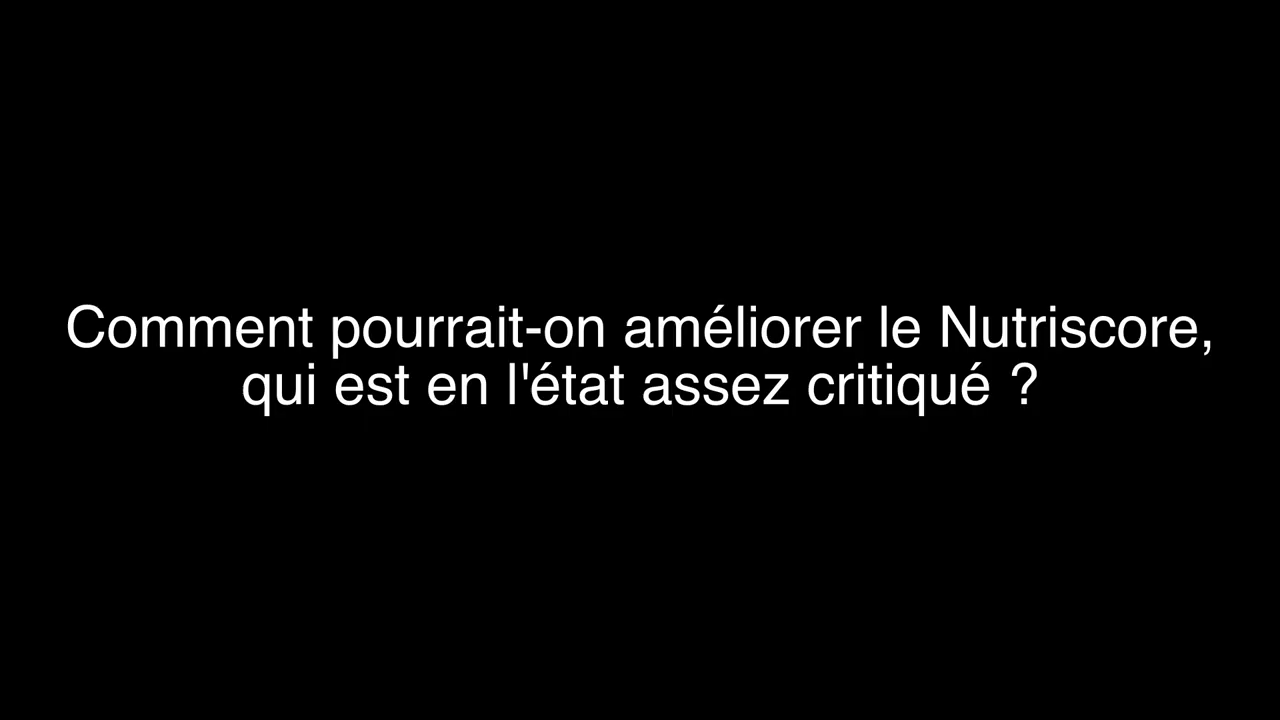 Comment pourrait-on améliorer le Nutriscore,
qui est en l'état assez critiqué ?